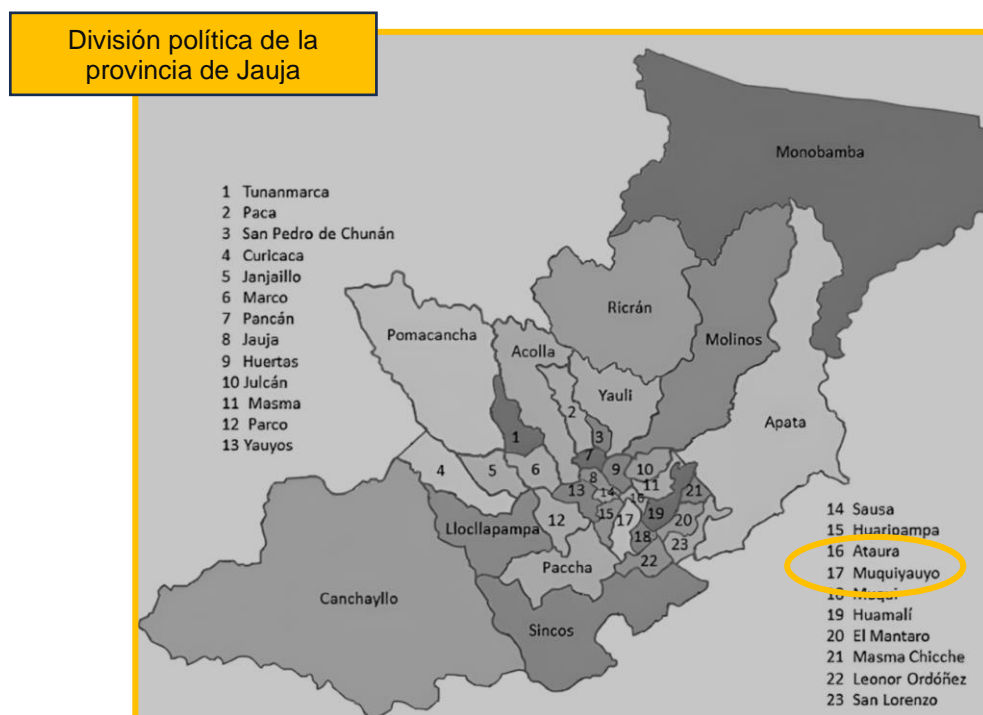 División política de la
provincia de Jauja
Monobamba
1 Tunanmarca
2 Paca
3 San Pedro de Chunán
4 Curicaca
5 Janjaillo
6 Marco
7 Pancán
8 Jauja
9 Huertas
10 Julcán
11 Masma
12 Parco
13 Yauyos
Ricrán
Pomacancha
Acolla
Molinos
Yauli
Apata
2
1
3
7
4
5
6
8
9
10
11
13
14
16
21
15
17
19
20
12
18
23
22
Llocllapampa
Paccha
Canchayllo
Sincos
14 Sausa
15 Huaripampa
16 Ataura
17 Muquiyauyo
18 Muqui
19 Huamalí
20 El Mantaro
21 Masma Chicche
22 Leonor Ordóñez
23 San Lorenzo